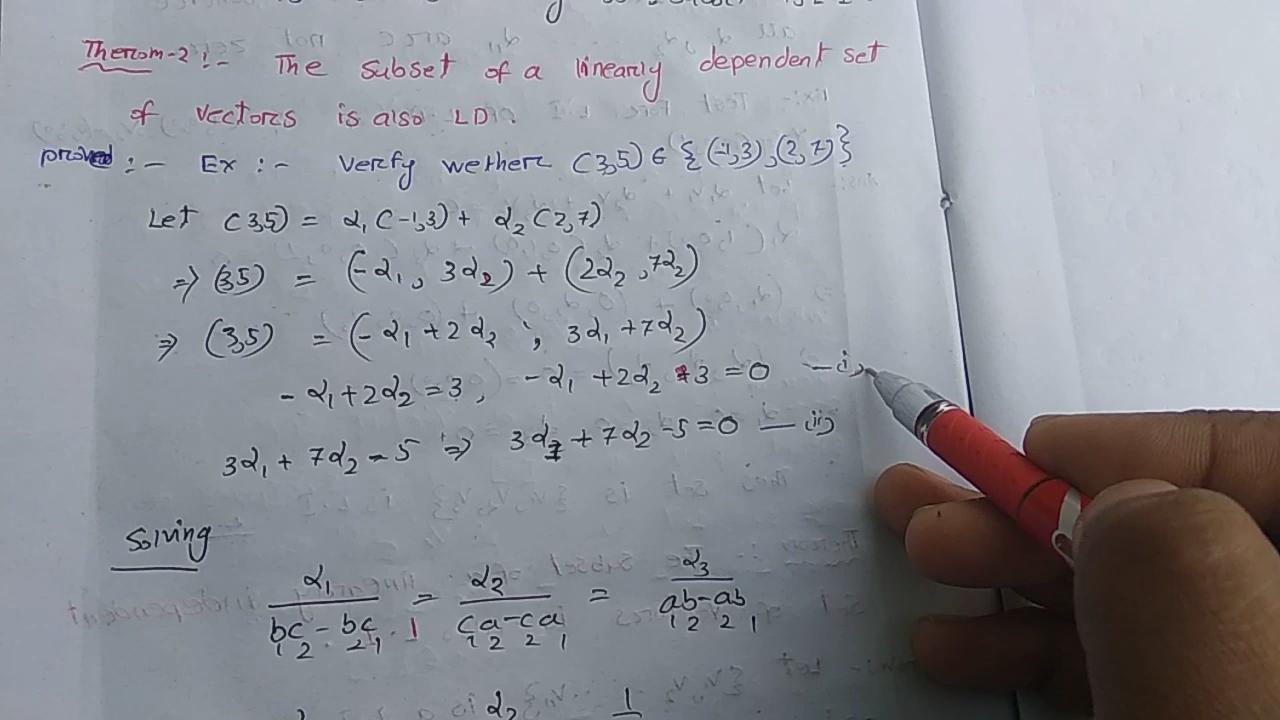 Therom-2 :- The subset of a linearly dependent set
of vectors is also LD.
proved :- Ex :- Verify wether (3,5) ∈ {(-1,3),(2,7)}
Let (3,5) = α₁(-1,3) + α₂(2,7)
⇒ (3,5) = (-α₁, 3α₂) + (2α₂, 7α₂)
⇒ (3,5) = (-α₁ + 2α₂, 3α₁ + 7α₂)
-α₁ + 2α₂ = 3, -α₁ + 2α₂ - 3 = 0 — i)
3α₁ + 7α₂ = 5 ⇒ 3α₁ + 7α₂ - 5 = 0 — ii)
Solving
α₁/(b₁c₂ - b₂c₁) = α₂/(c₁a₂ - c₂a₁) = α₃/(a₁b₂ - a₂b₁)
α₂ 1